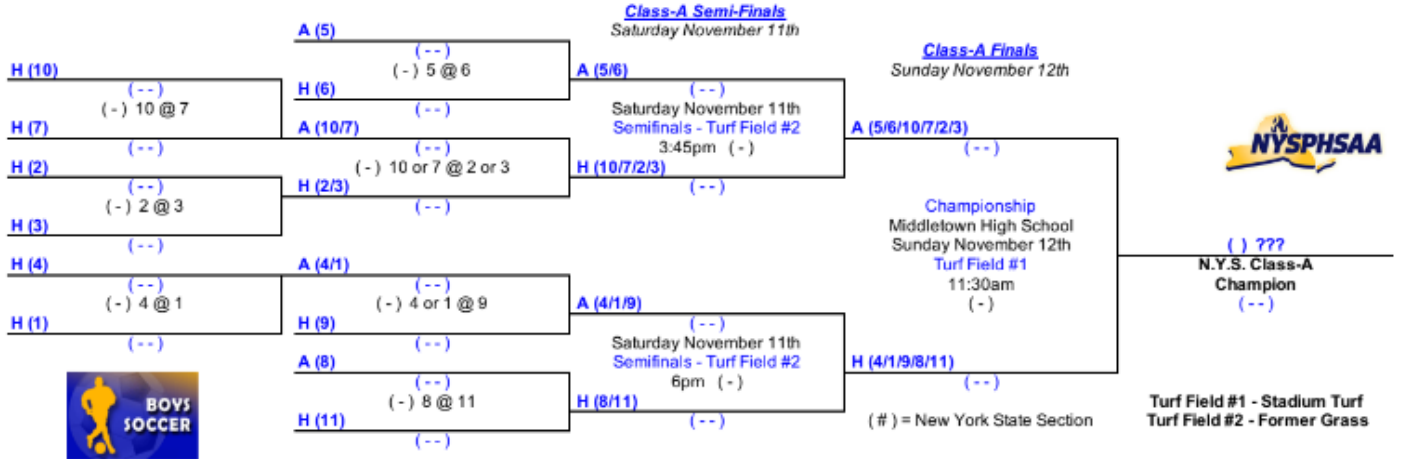 Class-A Semi-Finals
Saturday November 11th
Class-A Finals
Sunday November 12th
A (5)
( - - )
( - ) 5 @ 6
H (6)
( - - )
H (10)
( - - )
( - ) 10 @ 7
H (7)
( - - )
H (2)
( - - )
( - ) 2 @ 3
H (3)
( - - )
H (4)
( - - )
( - ) 4 @ 1
H (1)
( - - )
A (10/7)
( - - )
( - ) 10 or 7 @ 2 or 3
H (2/3)
( - - )
A (4/1)
( - - )
( - ) 4 or 1 @ 9
H (9)
( - - )
A (8)
( - - )
( - ) 8 @ 11
H (11)
( - - )
A (5/6)
( - - )
Saturday November 11th
Semifinals - Turf Field #2
3:45pm ( - )
H (10/7/2/3)
( - - )
A (4/1/9)
( - - )
Saturday November 11th
Semifinals - Turf Field #2
6pm ( - )
H (8/11)
( - - )
A (5/6/10/7/2/3)
( - - )
Championship
Middletown High School
Sunday November 12th
Turf Field #1
11:30am
( - )
H (4/1/9/8/11)
( - - )
( # ) = New York State Section
NYSPHSAA
( ) ???
N.Y.S. Class-A
Champion
( - - )
Turf Field #1 - Stadium Turf
Turf Field #2 - Former Grass
BOYS
SOCCER